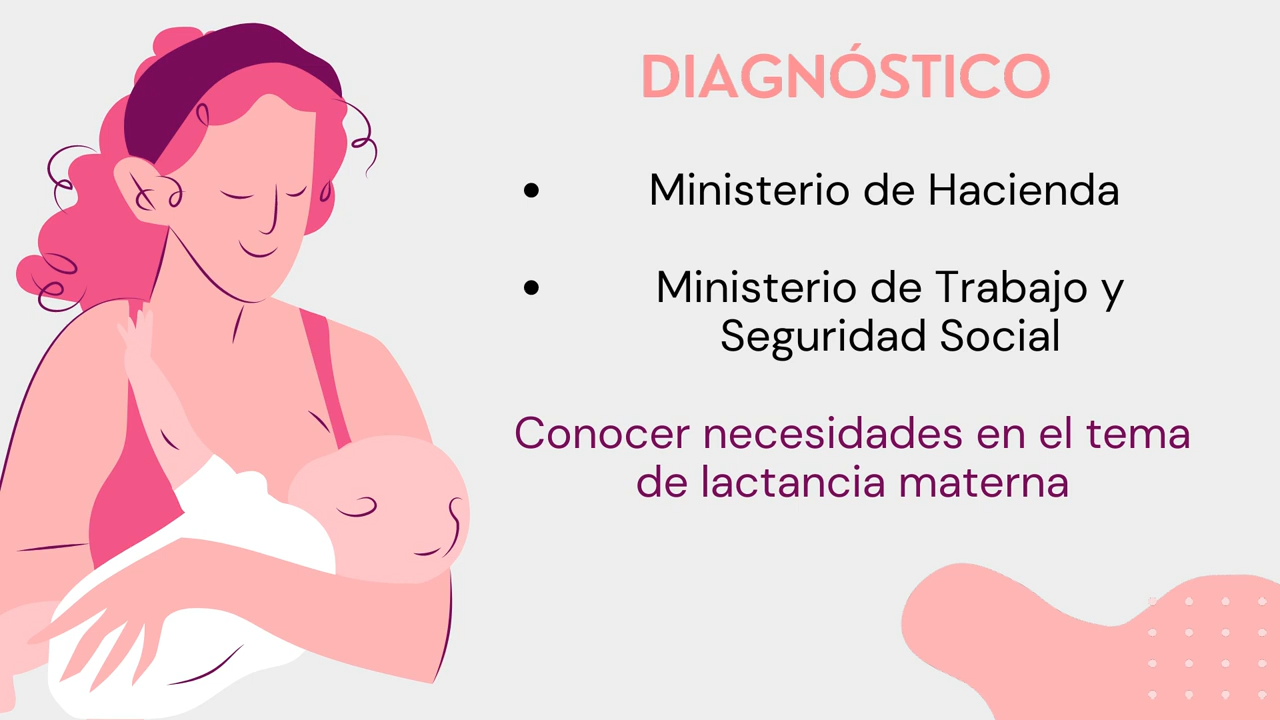 DIAGNÓSTICO
• Ministerio de Hacienda
• Ministerio de Trabajo y
Seguridad Social
Conocer necesidades en el tema
de lactancia materna